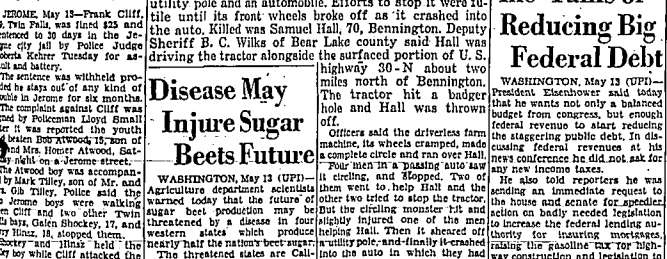 JEROME, May 13—Frank Cliff,
Twin Falls, was fined $25 and
sentenced to 30 days in the Je-
city jail by Police Judge
Kehrer Tuesday for as-
and battery.
The sentence was withheld pro-
he stays out of any kind of
in Jerome for six months.
The complaint against Cliff was
by Policeman Lloyd Small
it was reported the youth
beaten Bob Atwood, 15, son of
and Mrs. Homer Atwood, Sat-
night on a Jerome street.
The Atwood boy was accompan-
by Mark Tilley, son of Mr. and
Gib Tilley. Police said the
Jerome boys were walking
Cliff and two other Twin
boys, Galen Shockey, 17, and
18, stopped them.
Shockey and held the
boy while Cliff attacked the
Disease May
Injure Sugar
Beets Future
WASHINGTON, May 13 (UPI)—
Agriculture department scientists
warned today that the future of
sugar beet production may be
threatened by a disease in four
western states which produce
nearly half the nation's beet sugar.
The threatened states are Cali-
utility pole and an automobile. Efforts to stop it were fu-
tile until its front wheels broke off as it crashed into
the auto. Killed was Samuel Hall, 70, Bennington. Deputy
Sheriff B. C. Wilks of Bear Lake county said Hall was
driving the tractor alongside the surfaced portion of U. S.
highway 30-N about two
miles north of Bennington.
The tractor hit a badger
hole and Hall was thrown
off.
Officers said the driverless farm
machine, its wheels cramped, made
a complete circle and ran over Hall.
Four men in a passing auto saw
it circling, and stopped. Two of
them went to help Hall and the
other two tried to stop the tractor.
But the circling monster hit and
slightly injured one of the men
helping Hall. Then it sheered off
a utility pole, and finally it crashed
into the auto in which they had
Reducing Big
Federal Debt
WASHINGTON, May 13 (UPI)—
President Eisenhower said today
that he wants not only a balanced
budget from congress, but enough
federal revenue to start reducing
the staggering public debt. In dis-
cussing federal revenues at his
news conference he did not ask for
any new income taxes.
He also told reporters he was
sending an immediate request to
the house and senate for speedier
action on badly needed legislation
to increase the federal lending au-
thority for insuring mortgages,
raising the gasoline tax for high-
way construction and legislation to